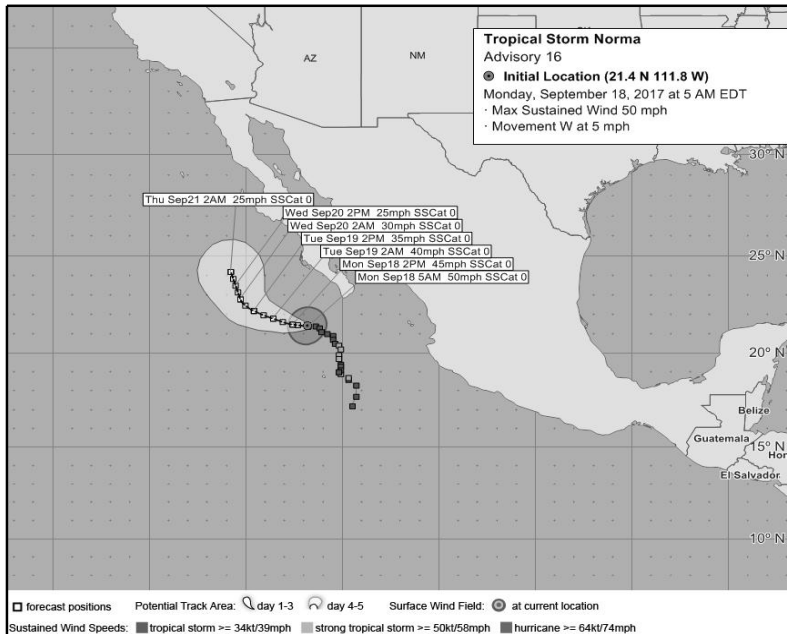 AZ
NM
Tropical Storm Norma
Advisory 16
Initial Location (21.4 N 111.8 W)
Monday, September 18, 2017 at 5 AM EDT
· Max Sustained Wind 50 mph
· Movement W at 5 mph
30° N
Thu Sep21 2AM 25mph SSCat 0
Wed Sep20 2PM 25mph SSCat 0
Wed Sep20 2AM 30mph SSCat 0
Tue Sep19 2PM 35mph SSCat 0
Tue Sep19 2AM 40mph SSCat 0
Mon Sep18 2PM 45mph SSCat 0
Mon Sep18 5AM 50mph SSCat 0
25° N
20° N
Belize
Guatemala
15° N
Hon
El Salvador
10° N
forecast positions Potential Track Area: day 1-3 day 4-5 Surface Wind Field: at current location
Sustained Wind Speeds: tropical storm >= 34kt/39mph strong tropical storm >= 50kt/58mph hurricane >= 64kt/74mph